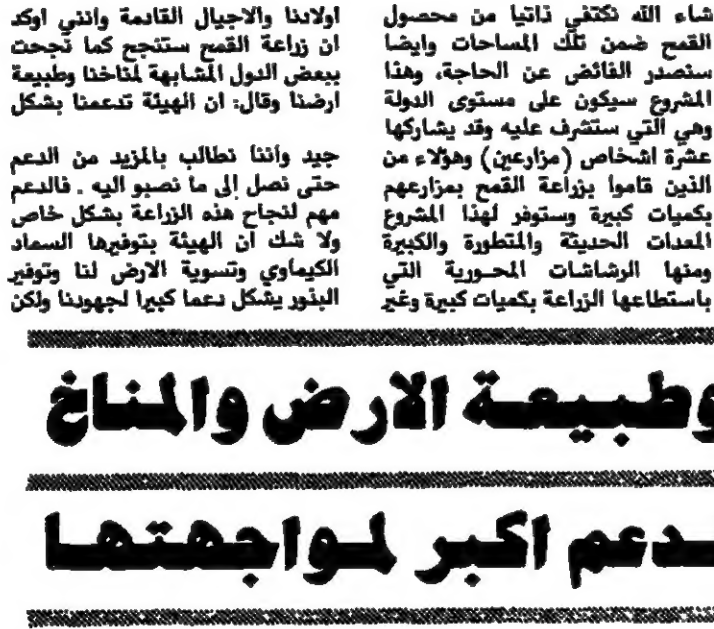 شاء الله نكتفي ذاتيا من محصول
القمح ضمن تلك المساحات وايضا
سنصدر الفائض عن الحاجة، وهذا
المشروع سيكون على مستوى الدولة
وهي التي ستشرف عليه وقد يشاركها
عشرة اشخاص (مزارعين) وهؤلاء من
الذين قاموا بزراعة القمح بمزارعهم
بكميات كبيرة وستوفر لهذا المشروع
المعدات الحديثة والمتطورة والكبيرة
ومنها الرشاشات المحورية التي
باستطاعها الزراعة بكميات كبيرة وغير
اولادنا والاجيال القادمة وانني اوكد
ان زراعة القمح ستنجح كما نجحت
ببعض الدول المشابهة لمناخنا وطبيعة
ارضنا وقال: ان الهيئة تدعمنا بشكل
جيد وأننا نطالب بالمزيد من الدعم
حتى نصل إلى ما نصبو اليه . فالدعم
مهم لنجاح هذه الزراعة بشكل خاص
ولا شك ان الهيئة بتوفيرها السماد
الكيماوي وتسوية الارض لنا وتوفير
البذور يشكل دعما كبيرا لجهودنا ولكن
وطبيعة الارض والمناخ
دعم اكبر لمواجهتها